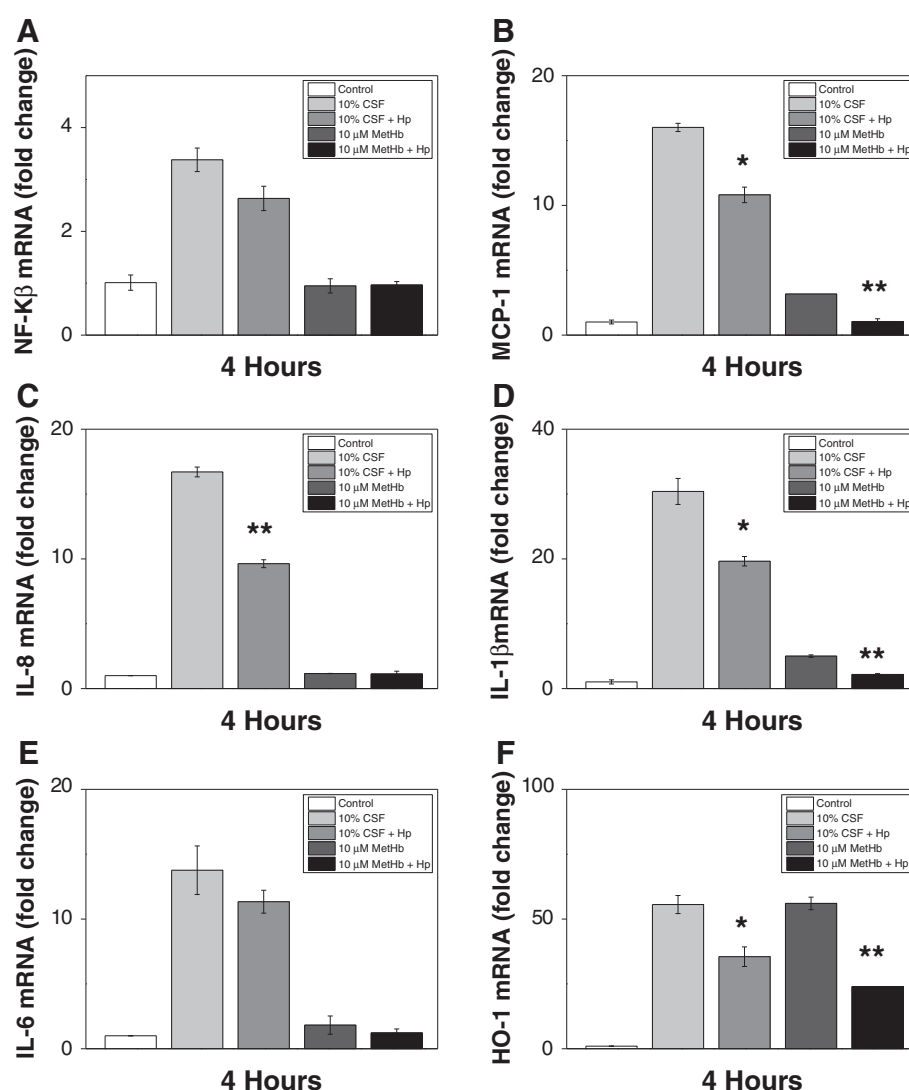 A
NF-Kβ mRNA (fold change)
4
2
0
Control
10% CSF
10% CSF + Hp
10 μM MetHb
10 μM MetHb + Hp
4 Hours
B
MCP-1 mRNA (fold change)
20
10
0
Control
10% CSF
10% CSF + Hp
10 μM MetHb
10 μM MetHb + Hp
*
**
4 Hours
C
IL-8 mRNA (fold change)
20
10
0
Control
10% CSF
10% CSF + Hp
10 μM MetHb
10 μM MetHb + Hp
**
4 Hours
D
IL-1βmRNA (fold change)
40
20
0
Control
10% CSF
10% CSF + Hp
10 μM MetHb
10 μM MetHb + Hp
*
**
4 Hours
E
IL-6 mRNA (fold change)
20
10
0
Control
10% CSF
10% CSF + Hp
10 μM MetHb
10 μM MetHb + Hp
4 Hours
F
HO-1 mRNA (fold change)
100
50
0
Control
10% CSF
10% CSF + Hp
10 μM MetHb
10 μM MetHb + Hp
*
**
4 Hours